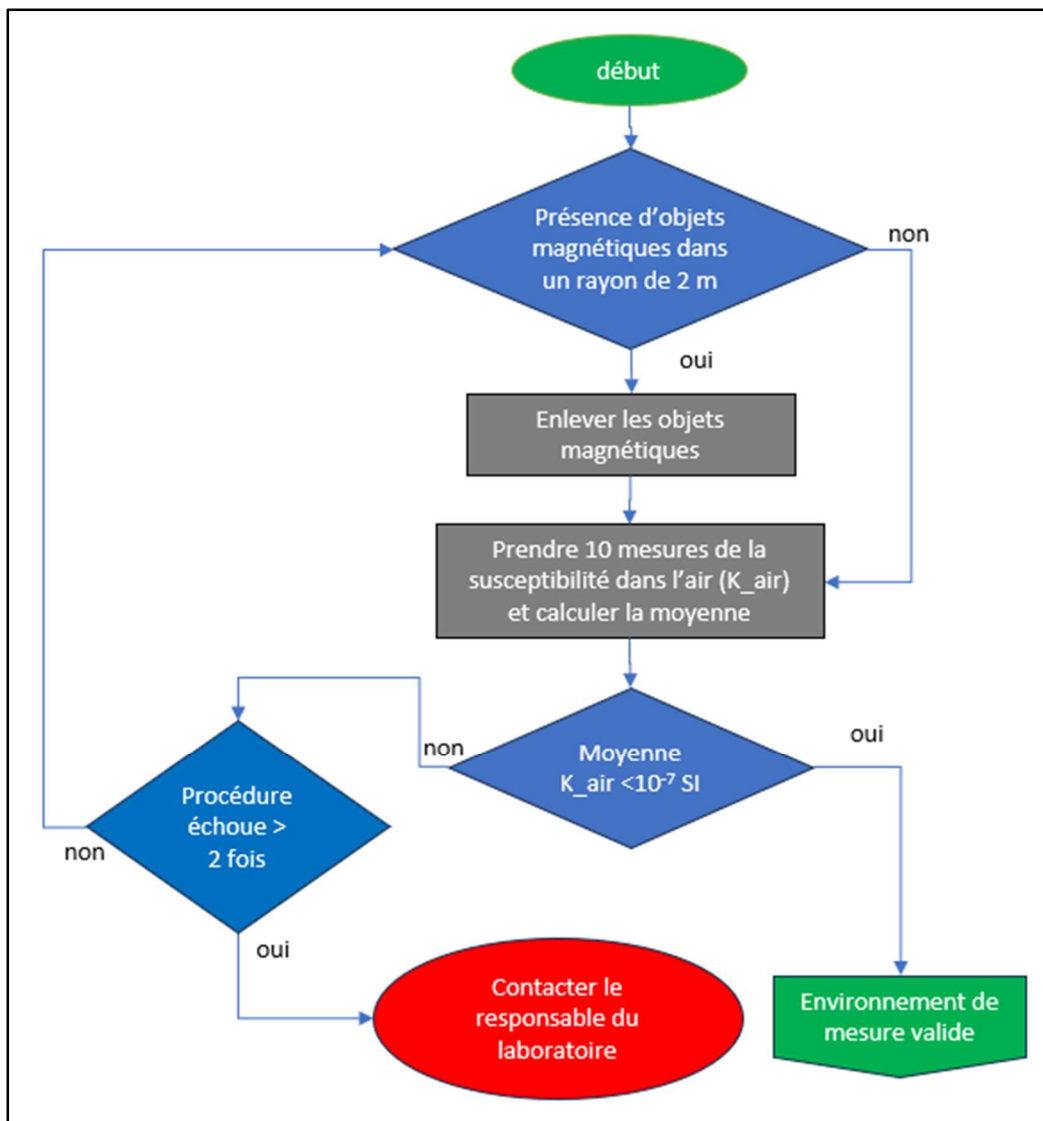 début
Présence d'objets
magnétiques dans
un rayon de 2 m
non
oui
Enlever les objets
magnétiques
Prendre 10 mesures de la
susceptibilité dans l'air (K_air)
et calculer la moyenne
non
Moyenne
K_air <10⁻⁷ SI
oui
Procédure
échoue >
2 fois
non
oui
Contacter le
responsable du
laboratoire
Environnement de
mesure valide